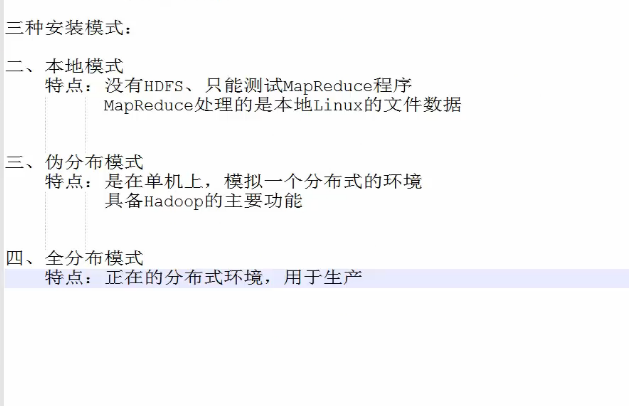 三种安装模式:
二、本地模式
特点: 没有HDFS、只能测试MapReduce程序
MapReduce处理的是本地Linux的文件数据
三、伪分布模式
特点: 是在单机上，模拟一个分布式的环境
具备Hadoop的主要功能
四、全分布模式
特点: 正在的分布式环境，用于生产